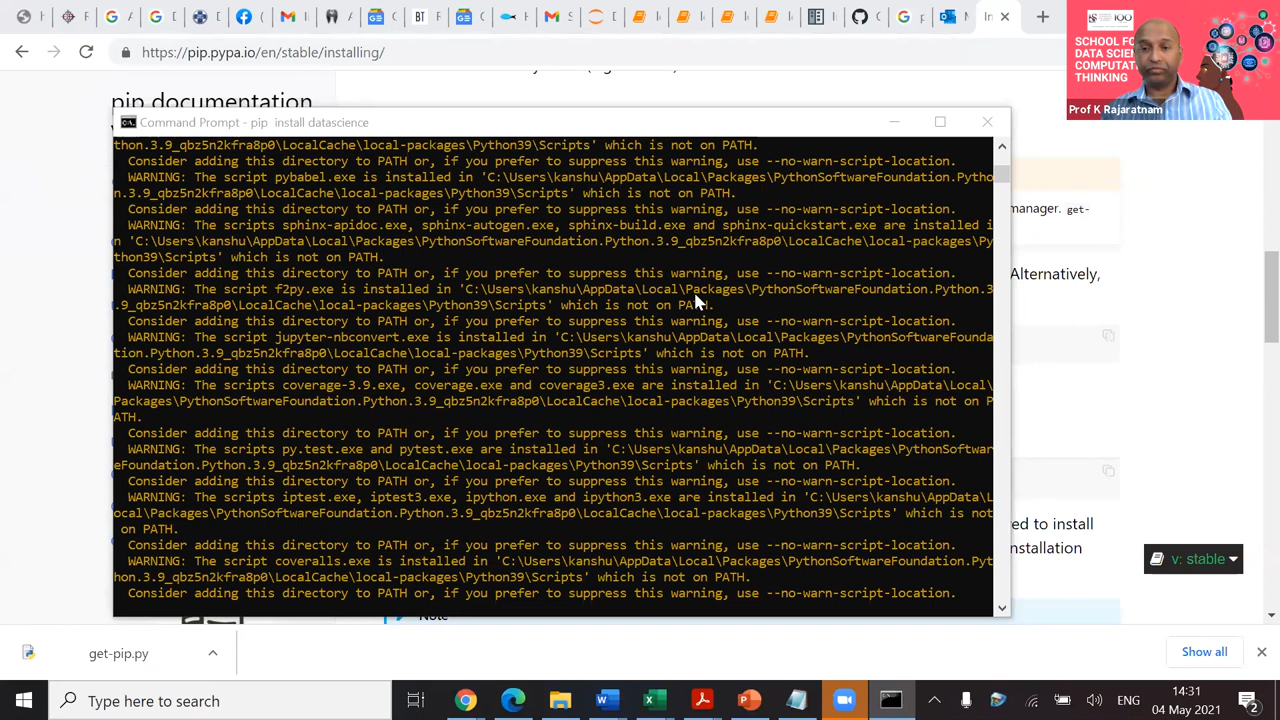 G
A
G
D
F
Install
A
G
BT
G
S
I
D
I
I
I
I
G
p
N
In
https://pip.pypa.io/en/stable/installing/
100
SCHOOL FO
DATA SCIEN
COMPUTAT
THINKING
Prof K Rajaratnam
pip documentation
Command Prompt - pip install datascience
thon.3.9_qbz5n2kfra8p0\LocalCache\local-packages\Python39\Scripts' which is not on PATH.
Consider adding this directory to PATH or, if you prefer to suppress this warning, use --no-warn-script-location.
WARNING: The script pybabel.exe is installed in 'C:\Users\kanshu\AppData\Local\Packages\PythonSoftwareFoundation.Pytho
n.3.9_qbz5n2kfra8p0\LocalCache\local-packages\Python39\Scripts' which is not on PATH.
Consider adding this directory to PATH or, if you prefer to suppress this warning, use --no-warn-script-location.
WARNING: The scripts sphinx-apidoc.exe, sphinx-autogen.exe, sphinx-build.exe and sphinx-quickstart.exe are installed i
n 'C:\Users\kanshu\AppData\Local\Packages\PythonSoftwareFoundation.Python.3.9_qbz5n2kfra8p0\LocalCache\local-packages\Py
thon39\Scripts' which is not on PATH.
Consider adding this directory to PATH or, if you prefer to suppress this warning, use --no-warn-script-location.
WARNING: The script f2py.exe is installed in 'C:\Users\kanshu\AppData\Local\Packages\PythonSoftwareFoundation.Python.3
.9_qbz5n2kfra8p0\LocalCache\local-packages\Python39\Scripts' which is not on PATH.
Consider adding this directory to PATH or, if you prefer to suppress this warning, use --no-warn-script-location.
WARNING: The script jupyter-nbconvert.exe is installed in 'C:\Users\kanshu\AppData\Local\Packages\PythonSoftwareFounda
tion.Python.3.9_qbz5n2kfra8p0\LocalCache\local-packages\Python39\Scripts' which is not on PATH.
Consider adding this directory to PATH or, if you prefer to suppress this warning, use --no-warn-script-location.
WARNING: The scripts coverage-3.9.exe, coverage.exe and coverage3.exe are installed in 'C:\Users\kanshu\AppData\Local\
Packages\PythonSoftwareFoundation.Python.3.9_qbz5n2kfra8p0\LocalCache\local-packages\Python39\Scripts' which is not on P
ATH.
Consider adding this directory to PATH or, if you prefer to suppress this warning, use --no-warn-script-location.
WARNING: The scripts py.test.exe and pytest.exe are installed in 'C:\Users\kanshu\AppData\Local\Packages\PythonSoftwar
eFoundation.Python.3.9_qbz5n2kfra8p0\LocalCache\local-packages\Python39\Scripts' which is not on PATH.
Consider adding this directory to PATH or, if you prefer to suppress this warning, use --no-warn-script-location.
WARNING: The scripts iptest.exe, iptest3.exe, ipython.exe and ipython3.exe are installed in 'C:\Users\kanshu\AppData\L
ocal\Packages\PythonSoftwareFoundation.Python.3.9_qbz5n2kfra8p0\LocalCache\local-packages\Python39\Scripts' which is not
on PATH.
Consider adding this directory to PATH or, if you prefer to suppress this warning, use --no-warn-script-location.
WARNING: The script coveralls.exe is installed in 'C:\Users\kanshu\AppData\Local\Packages\PythonSoftwareFoundation.Pyt
hon.3.9_qbz5n2kfra8p0\LocalCache\local-packages\Python39\Scripts' which is not on PATH.
Consider adding this directory to PATH or, if you prefer to suppress this warning, use --no-warn-script-location.
manager. get-
Alternatively,
ed to install
installation
v: stable
Note
get-pip.py
Show all
Type here to search
ENG
14:31
04 May 2021
2